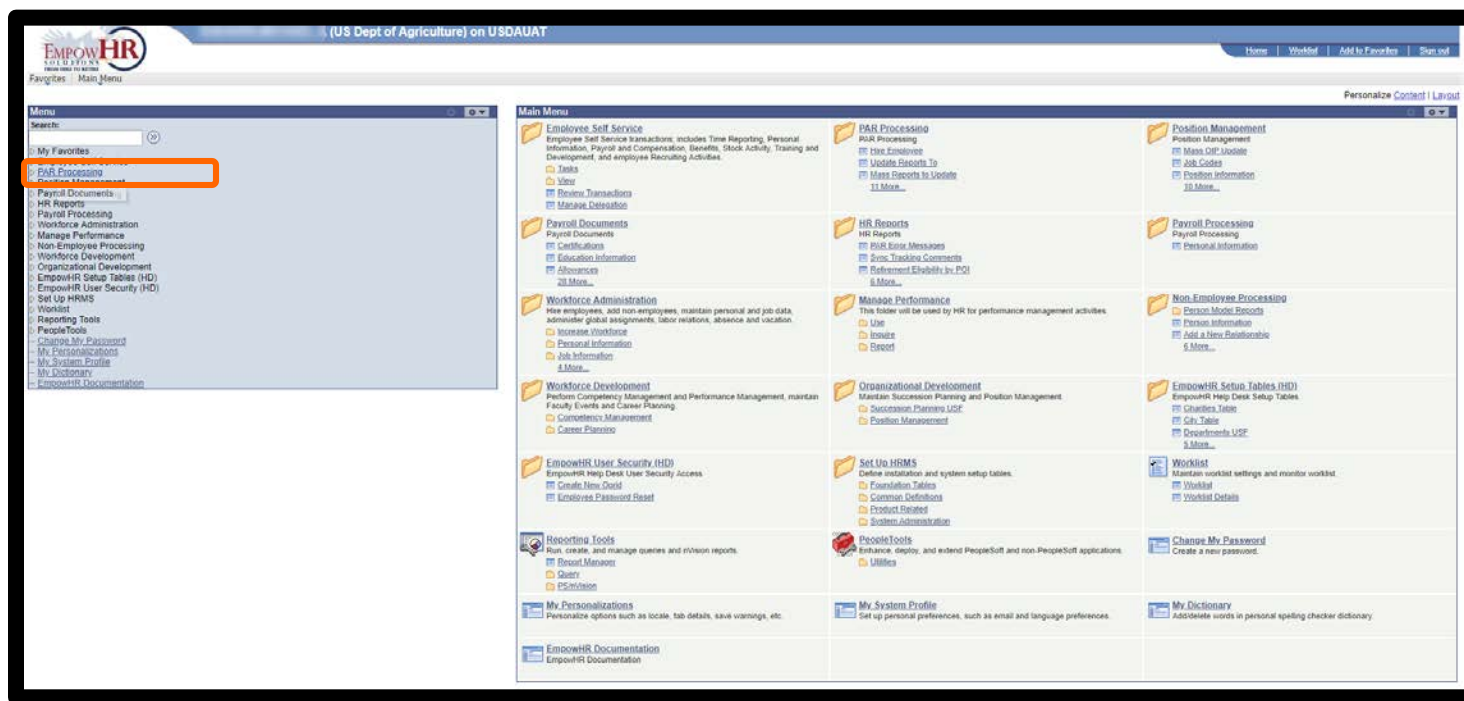 (US Dept of Agriculture) on USDAUAT
EMPOWHR
SOLUTIONS
FROM HIRE TO RETIRE
Home | Worklist | Add to Favorites | Sign out
Favorites Main Menu
Personalize Content | Layout
Menu
Search:
My Favorites
Employee Self Service
PAR Processing
Position Management
Payroll Documents
HR Reports
Payroll Processing
Workforce Administration
Manage Performance
Non-Employee Processing
Workforce Development
Organizational Development
EmpowHR Setup Tables (HD)
EmpowHR User Security (HD)
Set Up HRMS
Worklist
Reporting Tools
PeopleTools
Change My Password
My Personalizations
My System Profile
My Dictionary
EmpowHR Documentation
Main Menu
Employee Self Service
Employee Self Service transactions; includes Time Reporting, Personal
Information, Payroll and Compensation, Benefits, Stock Activity, Training and
Development, and employee Recruiting Activities.
Tasks
View
Review Transactions
Manage Delegation
PAR Processing
PAR Processing
Hire Employee
Update Reports To
Mass Reports to Update
11 More...
Position Management
Position Management
Mass OIP Update
Job Codes
Position Information
10 More...
Payroll Documents
Payroll Documents
Certifications
Education Information
Allowances
28 More...
HR Reports
HR Reports
PAR Error Messages
Sync Tracking Comments
Retirement Eligibility by POI
6 More...
Payroll Processing
Payroll Processing
Personal Information
Workforce Administration
Hire employees, add non-employees, maintain personal and job data,
administer global assignments, labor relations, absence and vacation.
Increase Workforce
Personal Information
Job Information
4 More...
Manage Performance
This folder will be used by HR for performance management activities.
Use
Inquire
Report
Non-Employee Processing
Person Model Reports
Person Information
Add a New Relationship
6 More...
Workforce Development
Perform Competency Management and Performance Management, maintain
Faculty Events and Career Planning.
Competency Management
Career Planning
Organizational Development
Maintain Succession Planning and Position Management.
Succession Planning USF
Position Management
EmpowHR Setup Tables (HD)
EmpowHR Help Desk Setup Tables
Charities Table
City Table
Departments USF
5 More...
EmpowHR User Security (HD)
EmpowHR Help Desk User Security Access
Create New Oprid
Employee Password Reset
Set Up HRMS
Define installation and system setup tables.
Foundation Tables
Common Definitions
Product Related
System Administration
Worklist
Maintain worklist settings and monitor worklist.
Worklist
Worklist Details
Reporting Tools
Run, create, and manage queries and nVision reports.
Report Manager
Query
PS/nVision
PeopleTools
Enhance, deploy, and extend PeopleSoft and non-PeopleSoft applications.
Utilities
Change My Password
Create a new password.
My Personalizations
Personalize options such as locale, tab details, save warnings, etc.
My System Profile
Set up personal preferences, such as email and language preferences.
My Dictionary
Add/delete words in personal spelling checker dictionary
EmpowHR Documentation
EmpowHR Documentation